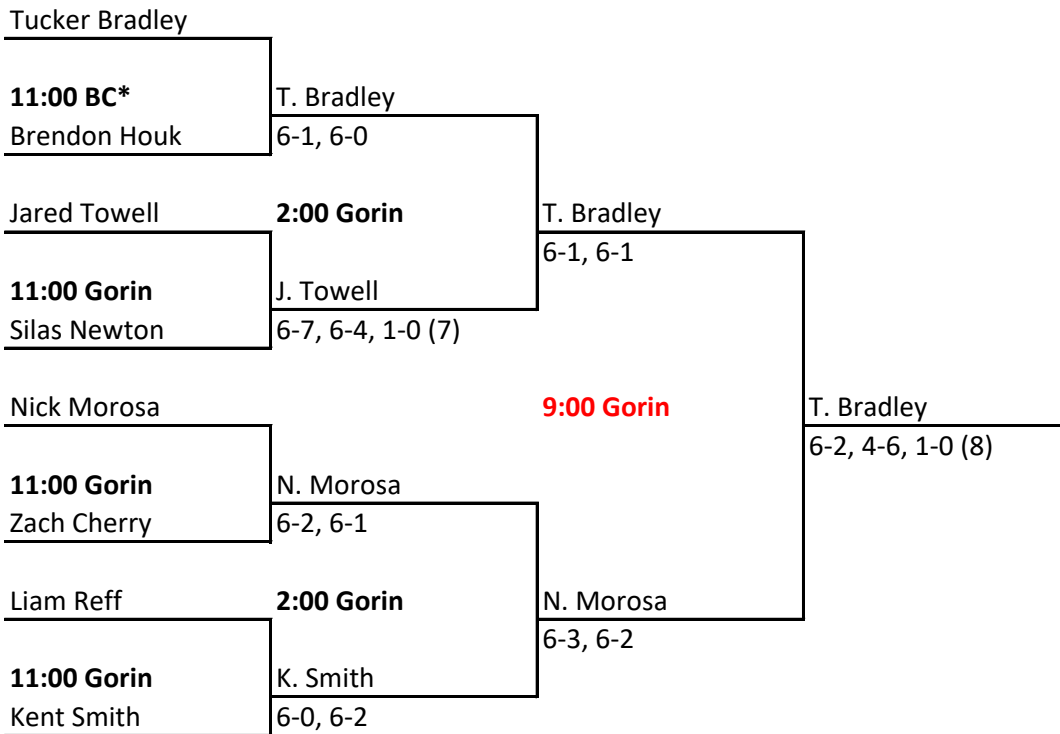 Tucker Bradley
11:00 BC* T. Bradley
Brendon Houk 6-1, 6-0
Jared Towell 2:00 Gorin T. Bradley
6-1, 6-1
11:00 Gorin J. Towell
Silas Newton 6-7, 6-4, 1-0 (7)
Nick Morosa 9:00 Gorin T. Bradley
6-2, 4-6, 1-0 (8)
11:00 Gorin N. Morosa
Zach Cherry 6-2, 6-1
Liam Reff 2:00 Gorin N. Morosa
6-3, 6-2
11:00 Gorin K. Smith
Kent Smith 6-0, 6-2